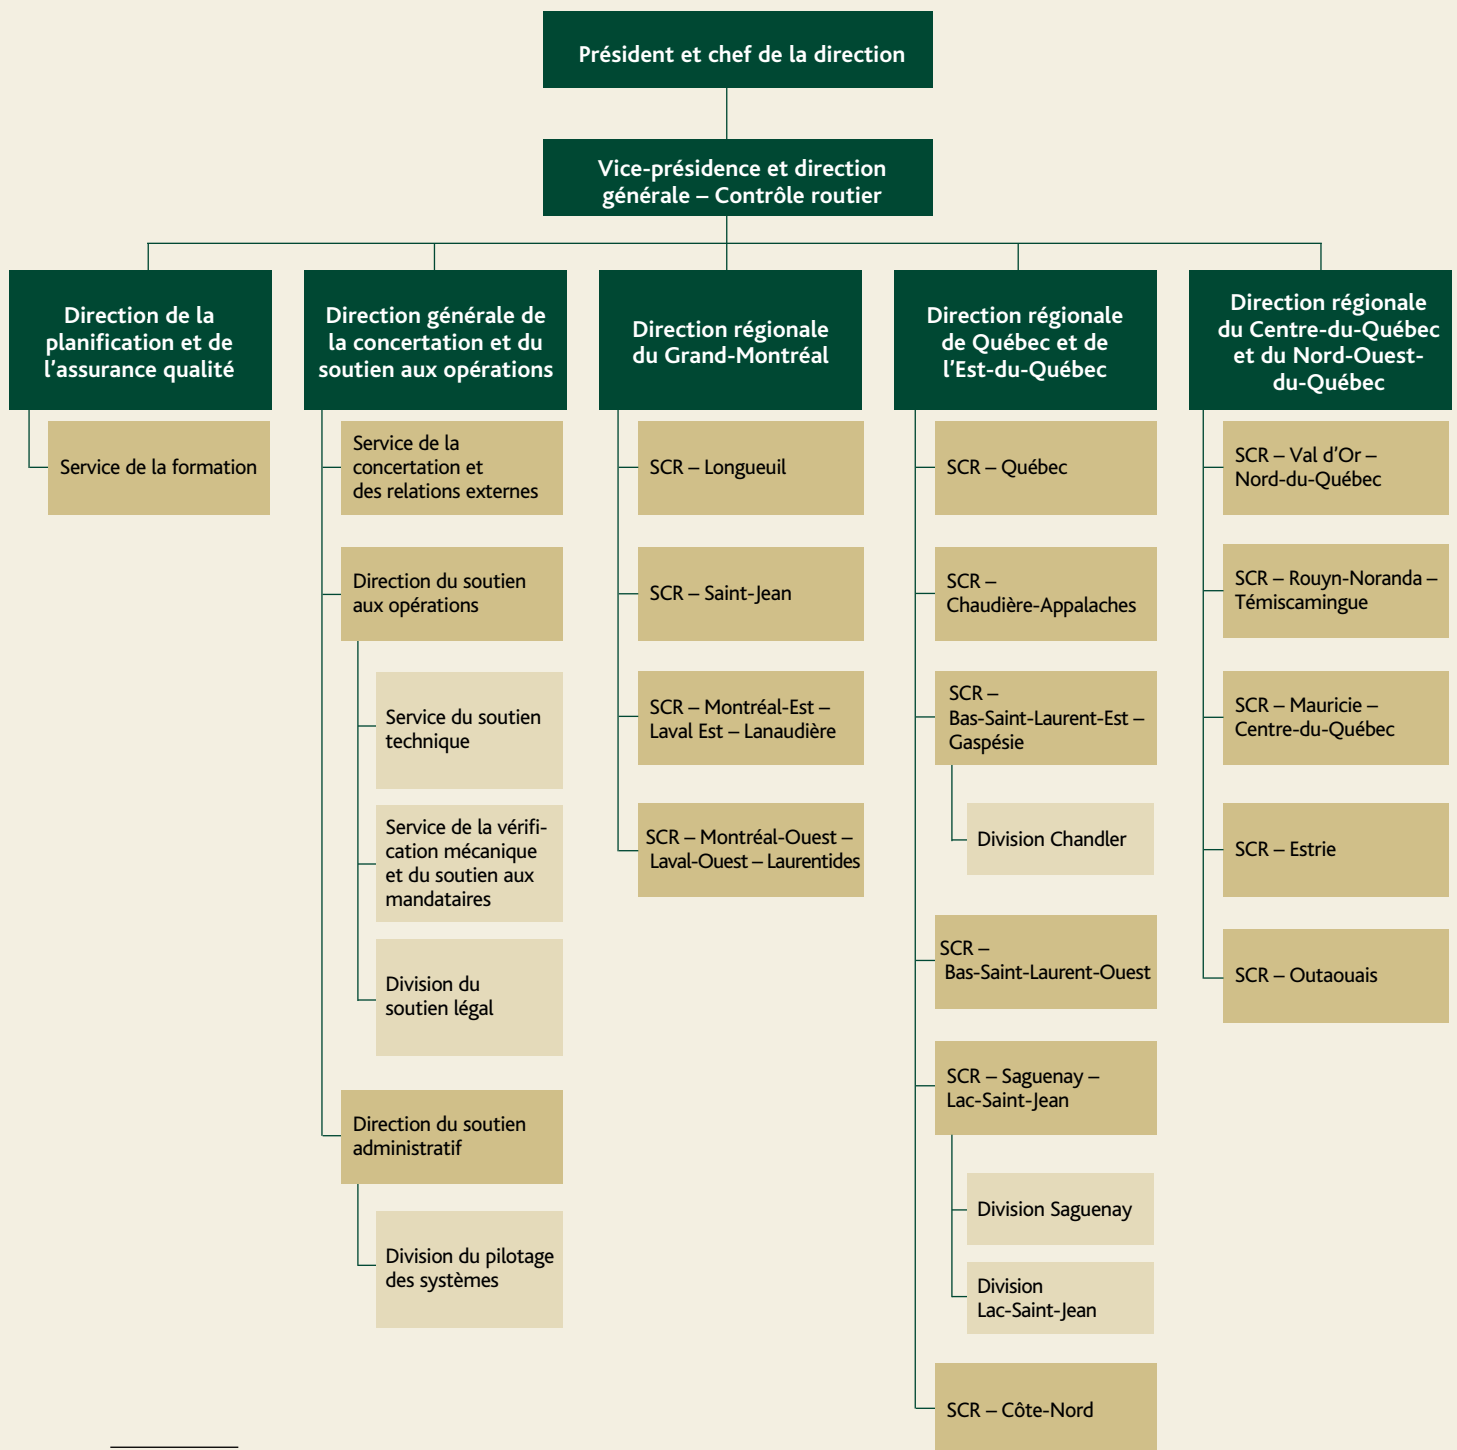 Président et chef de la direction
Vice-présidence et direction
générale – Contrôle routier
Direction de la
planification et de
l'assurance qualité
Service de la formation
Direction générale de
la concertation et du
soutien aux opérations
Service de la
concertation et
des relations externes
Direction du soutien
aux opérations
Service du soutien
technique
Service de la vérifi-
cation mécanique
et du soutien aux
mandataires
Division du
soutien légal
Direction du soutien
administratif
Division du pilotage
des systèmes
Direction régionale
du Grand-Montréal
SCR – Longueuil
SCR – Saint-Jean
SCR – Montréal-Est –
Laval Est – Lanaudière
SCR – Montréal-Ouest –
Laval-Ouest – Laurentides
Direction régionale
de Québec et de
l'Est-du-Québec
SCR – Québec
SCR –
Chaudière-Appalaches
SCR –
Bas-Saint-Laurent-Est –
Gaspésie
Division Chandler
SCR –
Bas-Saint-Laurent-Ouest
SCR – Saguenay –
Lac-Saint-Jean
Division Saguenay
Division
Lac-Saint-Jean
SCR – Côte-Nord
Direction régionale
du Centre-du-Québec
et du Nord-Ouest-
du-Québec
SCR – Val d'Or –
Nord-du-Québec
SCR – Rouyn-Noranda –
Témiscamingue
SCR – Mauricie –
Centre-du-Québec
SCR – Estrie
SCR – Outaouais